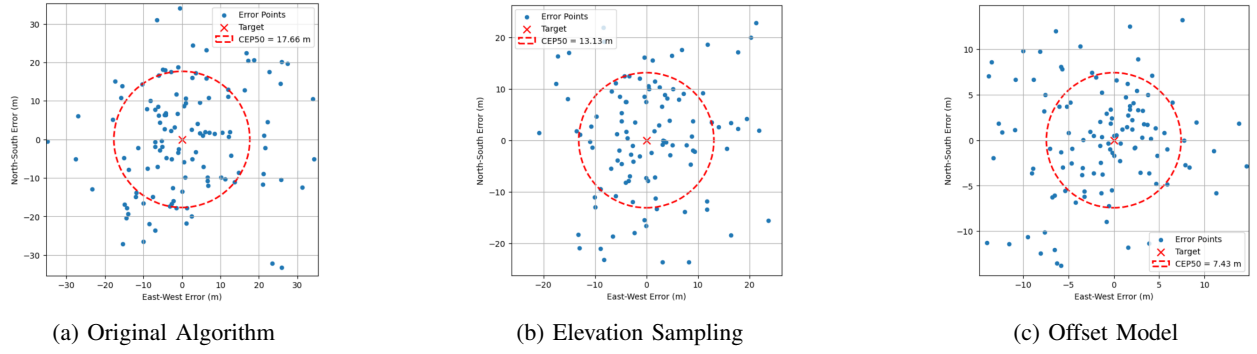 Error Points
Target
CEP50 = 17.66 m
30
20
10
0
−10
−20
−30
North-South Error (m)
−30 −20 −10 0 10 20 30
East-West Error (m)
(a) Original Algorithm
Error Points
Target
CEP50 = 13.13 m
20
10
0
−10
−20
North-South Error (m)
−20 −10 0 10 20
East-West Error (m)
(b) Elevation Sampling
10
5
0
−5
−10
North-South Error (m)
Error Points
Target
CEP50 = 7.43 m
−10 −5 0 5 10
East-West Error (m)
(c) Offset Model